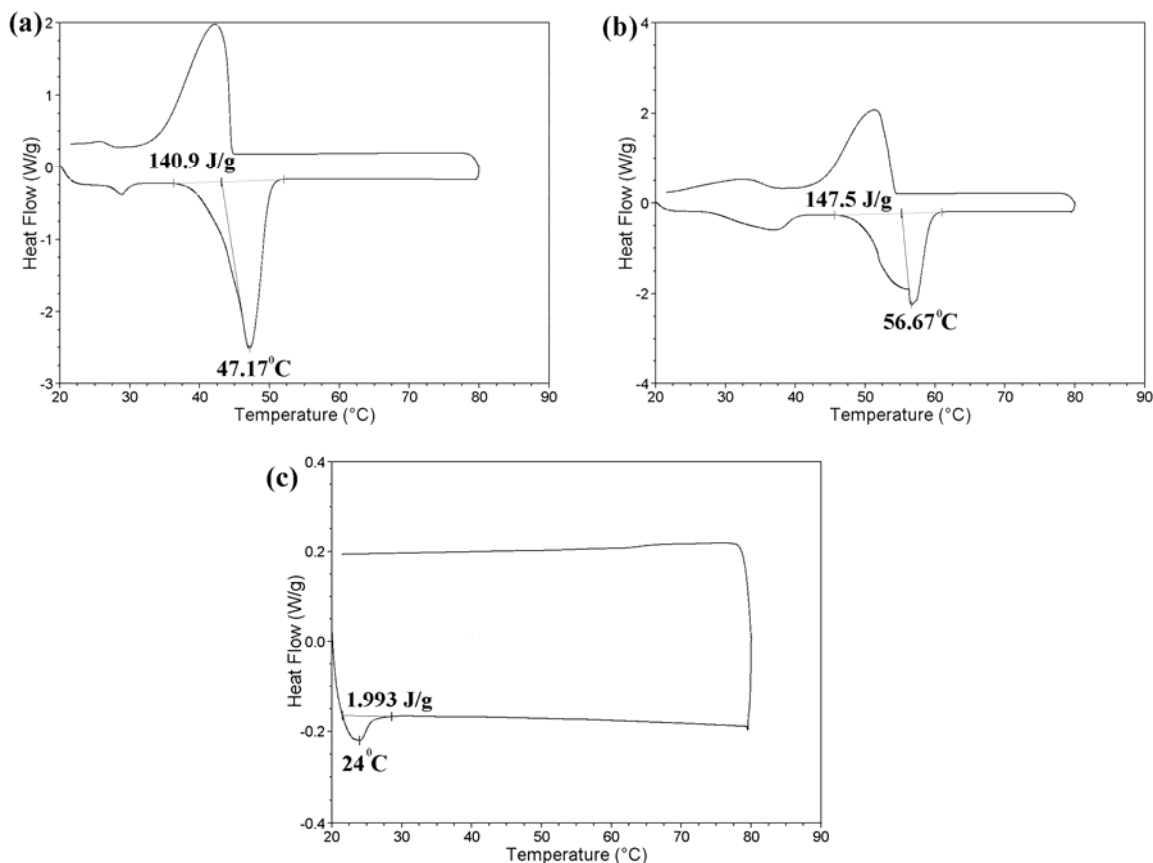 (a)
2
1
0
-1
-2
-3
Heat Flow (W/g)
140.9 J/g
47.17⁰C
20 30 40 50 60 70 80 90
Temperature (°C)
(b)
4
2
0
-2
-4
Heat Flow (W/g)
147.5 J/g
56.67⁰C
20 30 40 50 60 70 80 90
Temperature (°C)
(c)
0.4
0.2
0.0
-0.2
-0.4
Heat Flow (W/g)
1.993 J/g
24⁰C
20 30 40 50 60 70 80 90
Temperature (°C)